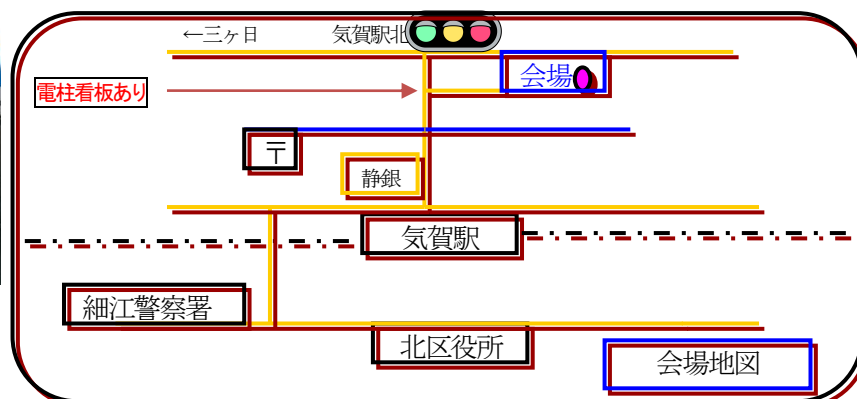 ←三ヶ日
気賀駅北
会場
電柱看板あり
〒
静銀
気賀駅
細江警察署
北区役所
会場地図